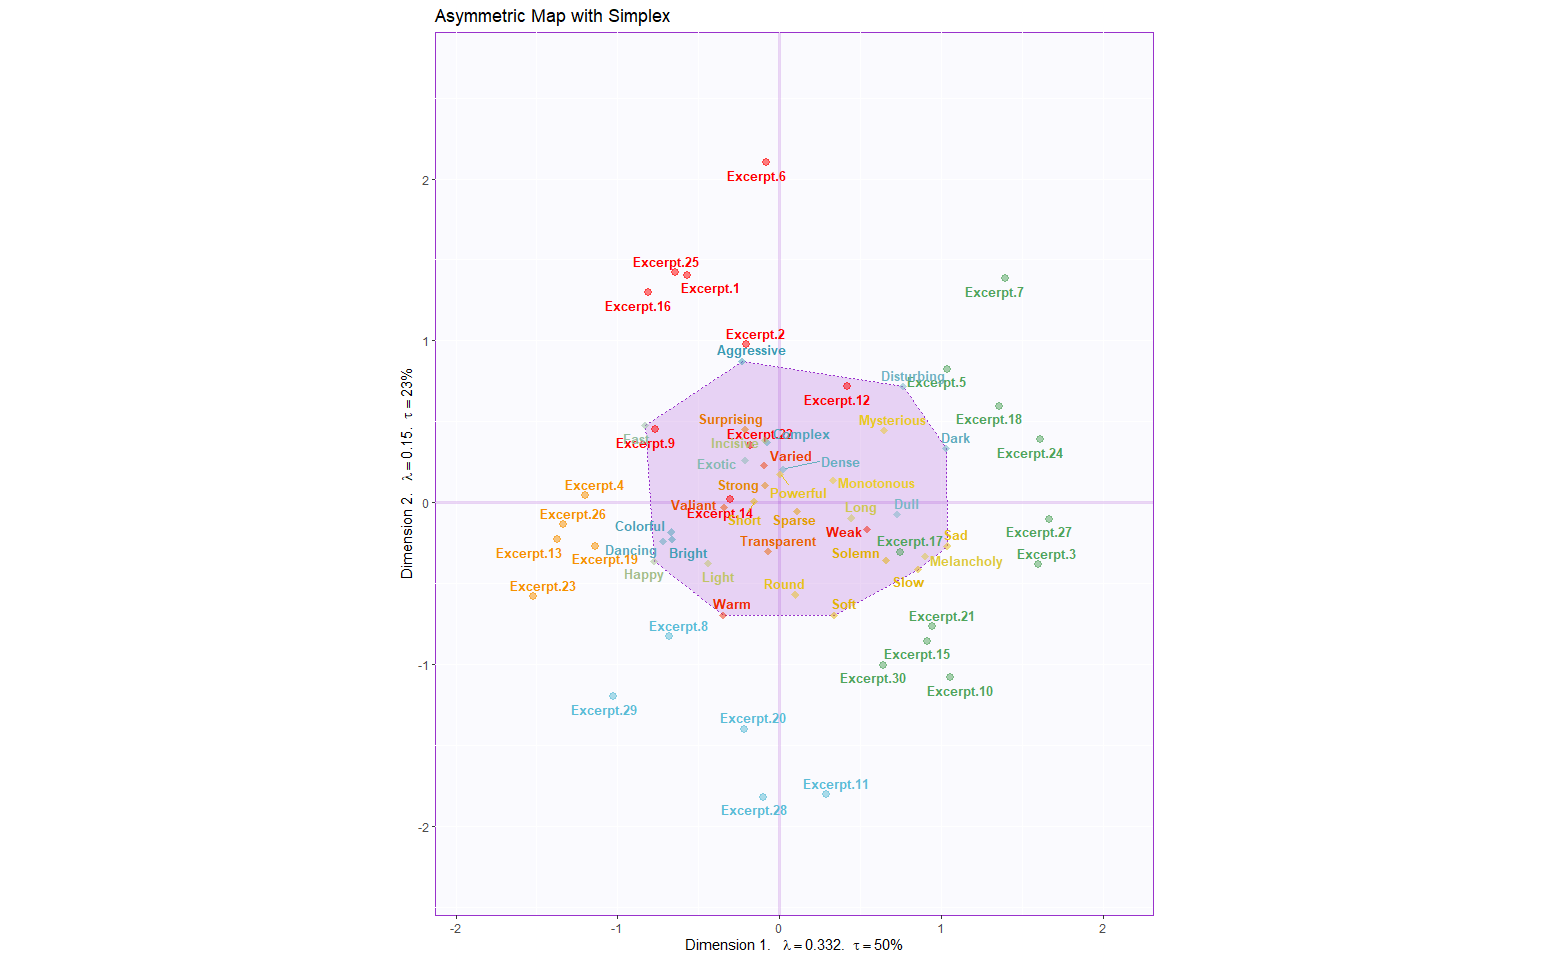 Asymmetric Map with Simplex
Excerpt.6
2
Excerpt.25
Excerpt.1
Excerpt.7
Excerpt.16
Excerpt.2
1
Aggressive
Disturbing
Excerpt.5
Excerpt.12
Excerpt.18
Surprising
Mysterious
Excerpt.22
Complex
Dark
Fast
Excerpt.9
Incisive
Excerpt.24
Varied
Exotic
Dense
Excerpt.4
Strong
Monotonous
Powerful
0
Valiant
Long
Dull
Excerpt.26
Excerpt.14
Short
Sparse
Colorful
Weak
Excerpt.27
Sad
Excerpt.13
Transparent
Excerpt.17
Dancing
Bright
Solemn
Excerpt.3
Excerpt.19
Melancholy
Happy
Light
Excerpt.23
Round
Slow
Warm
Soft
Excerpt.8
Excerpt.21
Excerpt.15
-1
Excerpt.30
Excerpt.10
Excerpt.29
Excerpt.20
Excerpt.11
Excerpt.28
-2
-2 -1 0 1 2
Dimension 1. λ = 0.332. τ = 50%
Dimension 2. λ = 0.15. τ = 23%